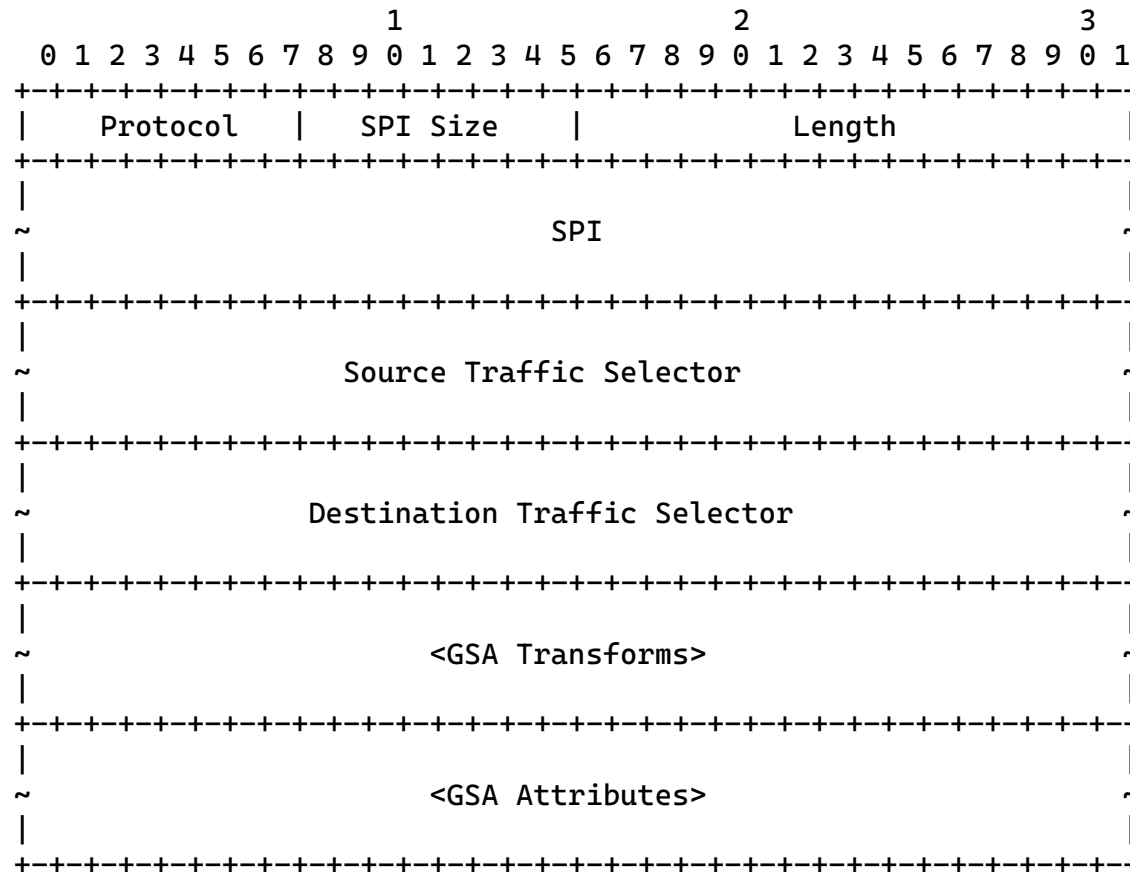 1                   2                   3
 0 1 2 3 4 5 6 7 8 9 0 1 2 3 4 5 6 7 8 9 0 1 2 3 4 5 6 7 8 9 0 1
+-+-+-+-+-+-+-+-+-+-+-+-+-+-+-+-+-+-+-+-+-+-+-+-+-+-+-+-+-+-+-+-
|    Protocol   |   SPI Size    |            Length             |
+-+-+-+-+-+-+-+-+-+-+-+-+-+-+-+-+-+-+-+-+-+-+-+-+-+-+-+-+-+-+-+-
|                                                               |
~                              SPI                              ~
|                                                               |
+-+-+-+-+-+-+-+-+-+-+-+-+-+-+-+-+-+-+-+-+-+-+-+-+-+-+-+-+-+-+-+-
|                                                               |
~                  Source Traffic Selector                      ~
|                                                               |
+-+-+-+-+-+-+-+-+-+-+-+-+-+-+-+-+-+-+-+-+-+-+-+-+-+-+-+-+-+-+-+-
|                                                               |
~                Destination Traffic Selector                   ~
|                                                               |
+-+-+-+-+-+-+-+-+-+-+-+-+-+-+-+-+-+-+-+-+-+-+-+-+-+-+-+-+-+-+-+-
|                                                               |
~                       <GSA Transforms>                        ~
|                                                               |
+-+-+-+-+-+-+-+-+-+-+-+-+-+-+-+-+-+-+-+-+-+-+-+-+-+-+-+-+-+-+-+-
|                                                               |
~                       <GSA Attributes>                        ~
|                                                               |
+-+-+-+-+-+-+-+-+-+-+-+-+-+-+-+-+-+-+-+-+-+-+-+-+-+-+-+-+-+-+-+-